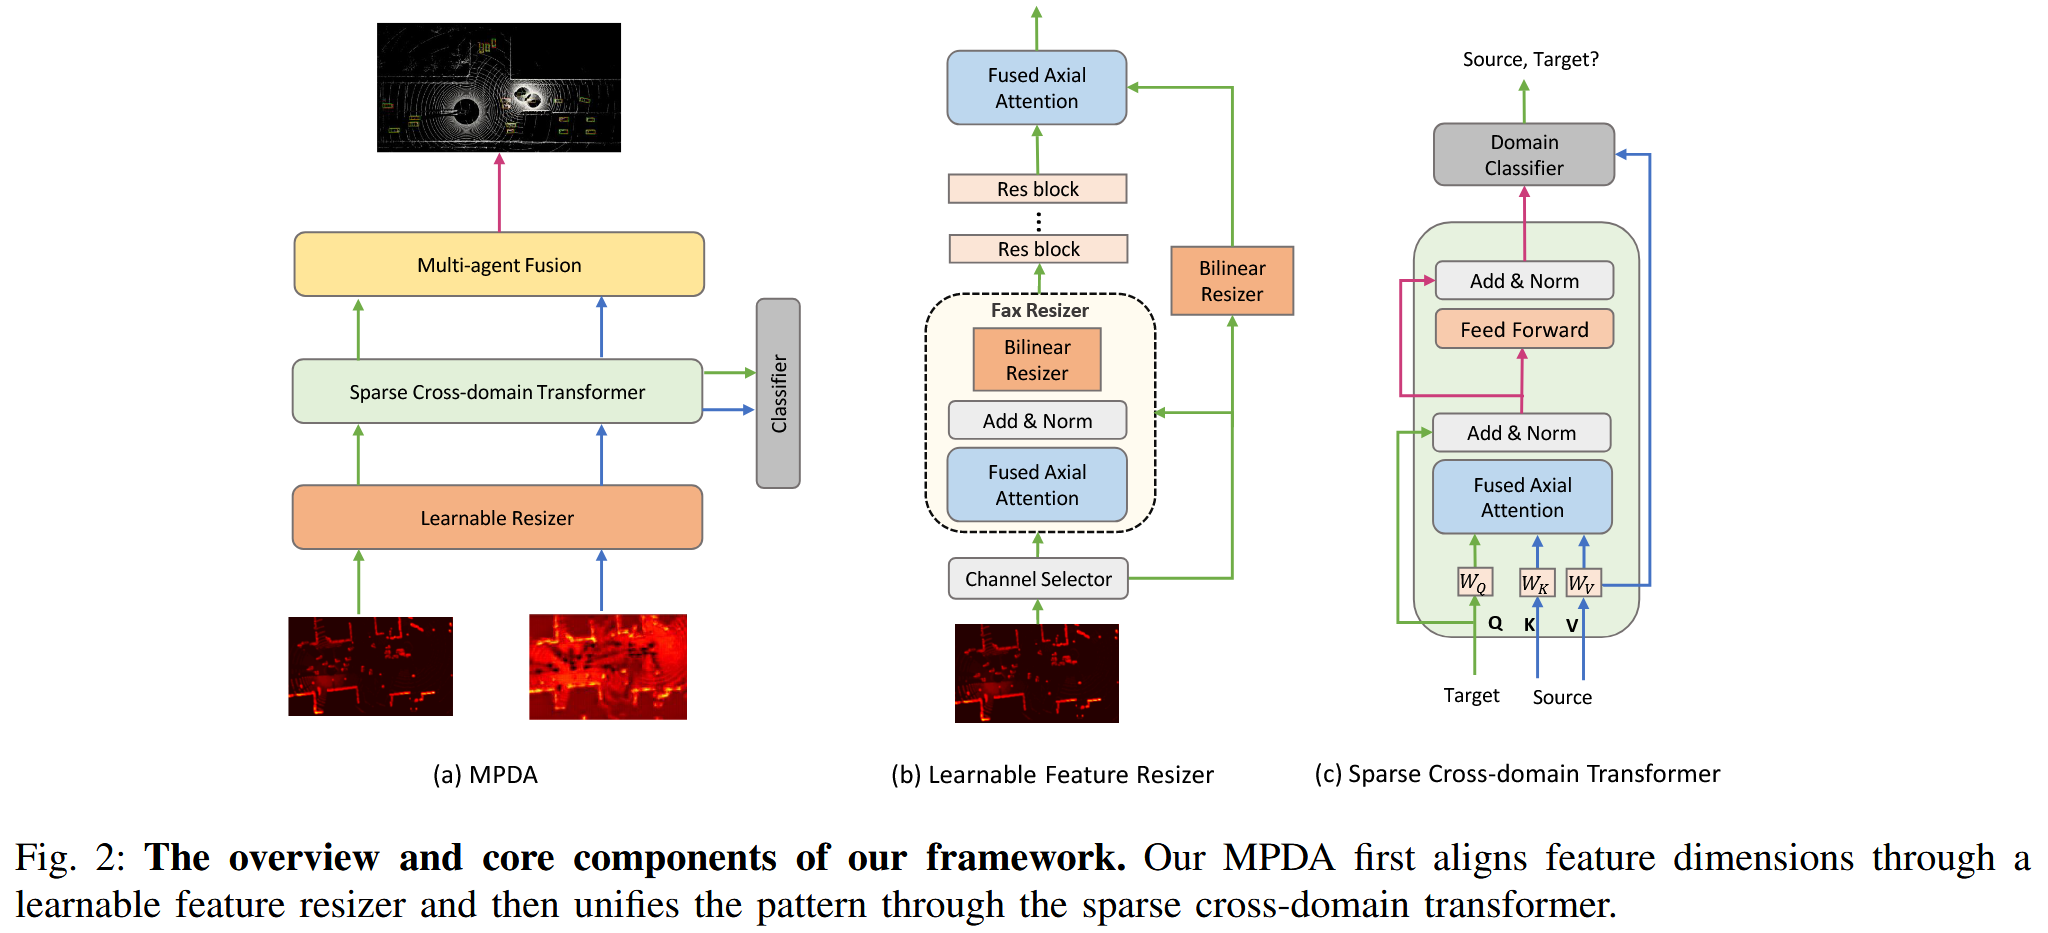 Multi-agent Fusion
Sparse Cross-domain Transformer
Classifier
Learnable Resizer
(a) MPDA
Fused Axial
Attention
Res block
Res block
Bilinear
Resizer
Fax Resizer
Bilinear
Resizer
Add & Norm
Fused Axial
Attention
Channel Selector
(b) Learnable Feature Resizer
Source, Target?
Domain
Classifier
Add & Norm
Feed Forward
Add & Norm
Fused Axial
Attention
W_Q W_K W_V
Q K V
Target Source
(c) Sparse Cross-domain Transformer
Fig. 2: The overview and core components of our framework. Our MPDA first aligns feature dimensions through a
learnable feature resizer and then unifies the pattern through the sparse cross-domain transformer.